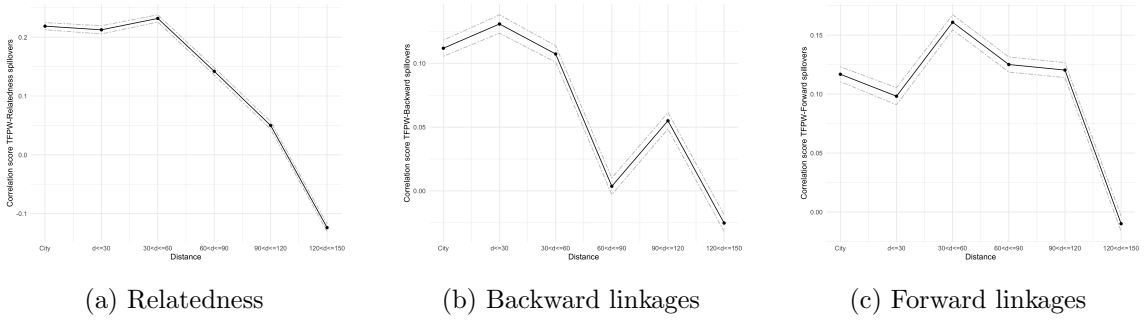 Correlation score TFPW-Relatedness spillovers
0.2
0.1
0.0
-0.1
City d<=30 30<d<=60 60<d<=90 90<d<=120 120<d<=150
Distance
(a) Relatedness
Correlation score TFPW-Backward spillovers
0.10
0.05
0.00
City d<=30 30<d<=60 60<d<=90 90<d<=120 120<d<=150
Distance
(b) Backward linkages
Correlation score TFPW-Forward spillovers
0.15
0.10
0.05
0.00
City d<=30 30<d<=60 60<d<=90 90<d<=120 120<d<=150
Distance
(c) Forward linkages